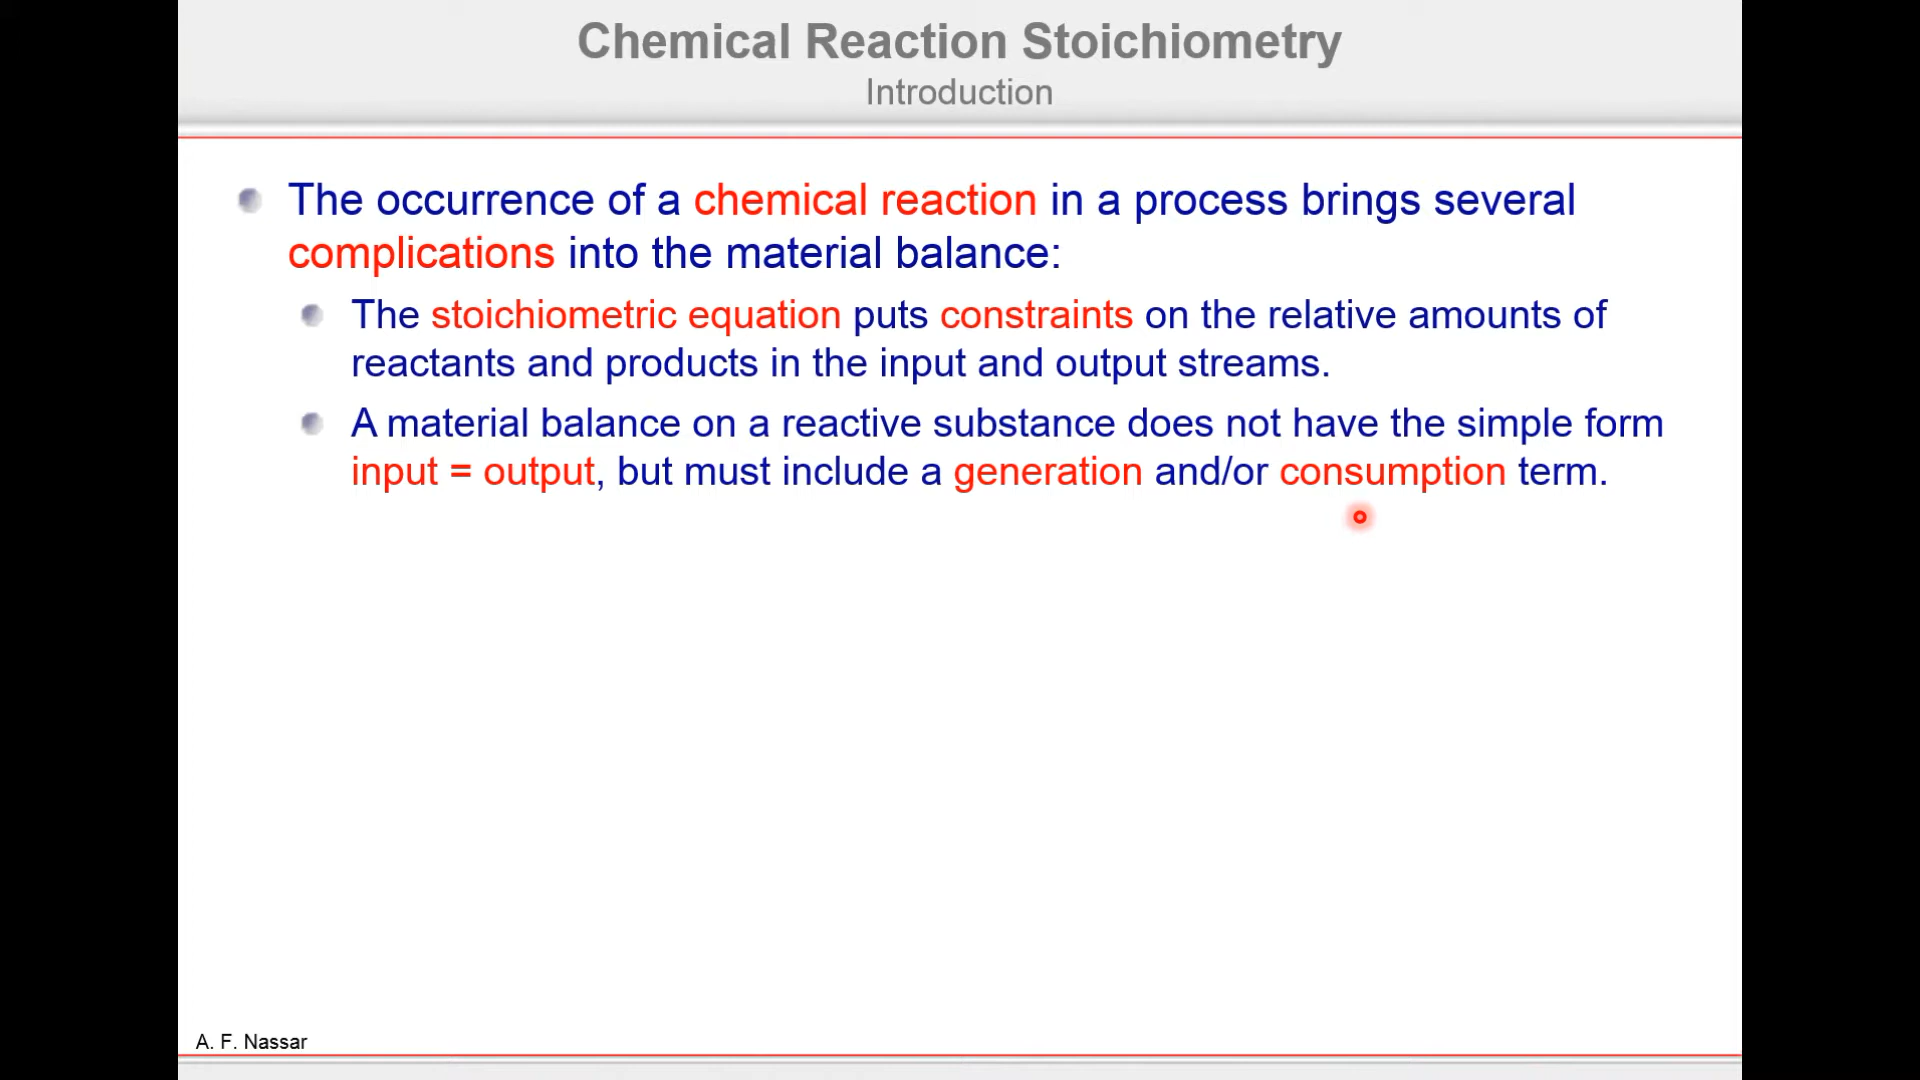 Chemical Reaction Stoichiometry
Introduction
The occurrence of a chemical reaction in a process brings several
complications into the material balance:
The stoichiometric equation puts constraints on the relative amounts of
reactants and products in the input and output streams.
A material balance on a reactive substance does not have the simple form
input = output, but must include a generation and/or consumption term.
A. F. Nassar